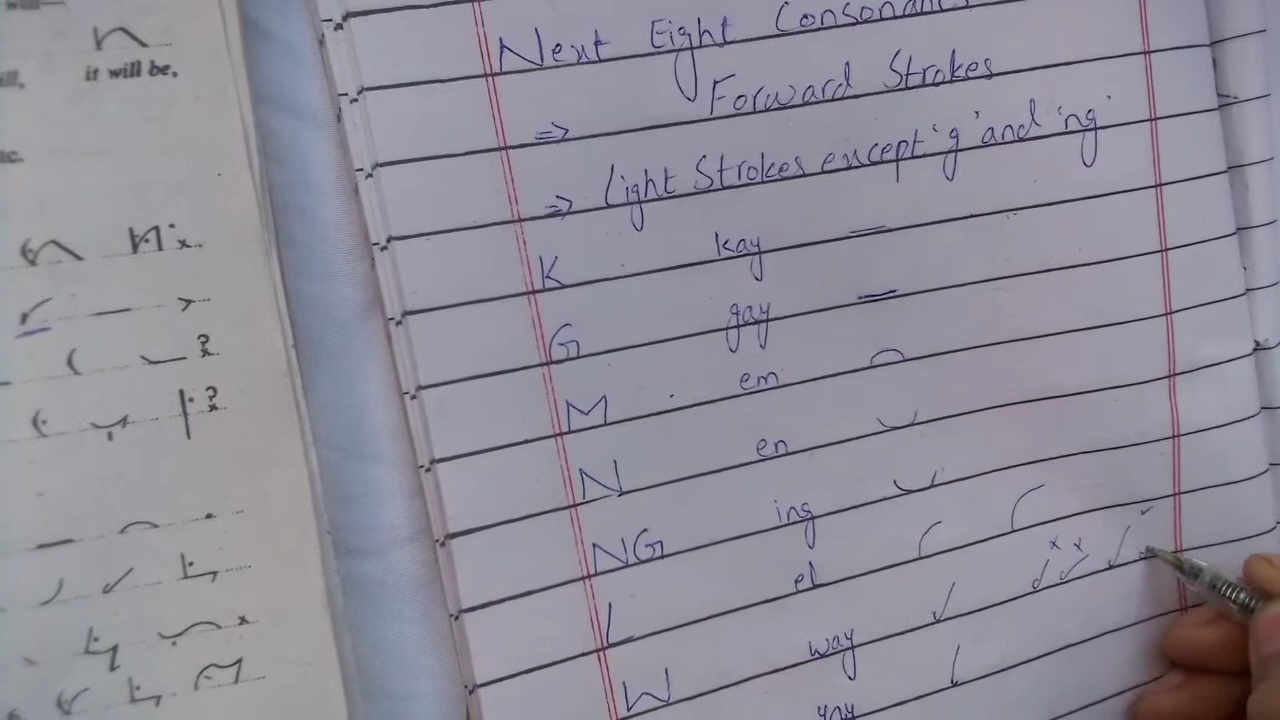 it will be,
Next Eight Consonants
Forward Strokes
⇒
⇒ Light Strokes except 'g' and 'ng'
K kay
G gay
M em
N en
NG ing
L el
W way
yay